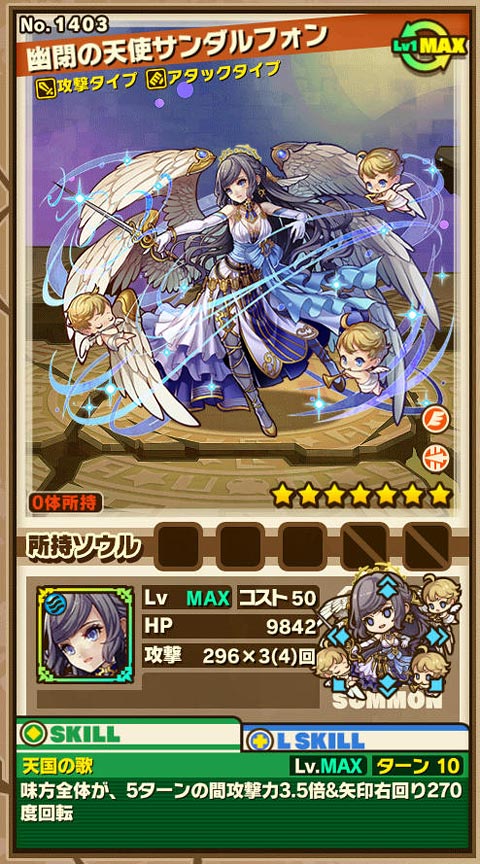 No. 1403
幽閉の天使サンダルフォン
Lv1 MAX
攻撃タイプ アタックタイプ
E
0体所持
所持ソウル
Lv MAX コスト 50
HP 9842
攻撃 296×3(4)回
SUMMON
SKILL
L SKILL
天国の歌 Lv.MAX ターン 10
味方全体が、5ターンの間攻撃力3.5倍&矢印右回り270
度回転